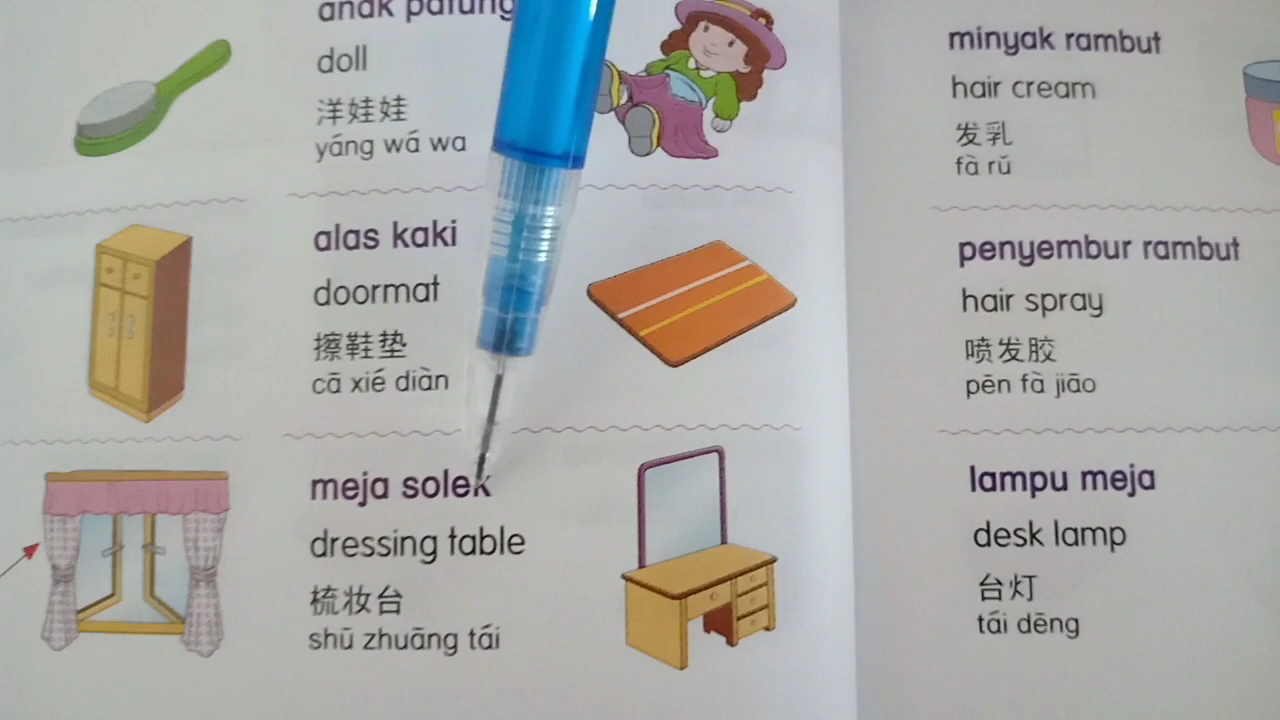 anak patung
doll
洋娃娃
yáng wá wa
alas kaki
doormat
擦鞋垫
cā xié diàn
meja solek
dressing table
梳妆台
shū zhuāng tái
minyak rambut
hair cream
发乳
fà rǔ
penyembur rambut
hair spray
喷发胶
pēn fà jiāo
lampu meja
desk lamp
台灯
tái dēng